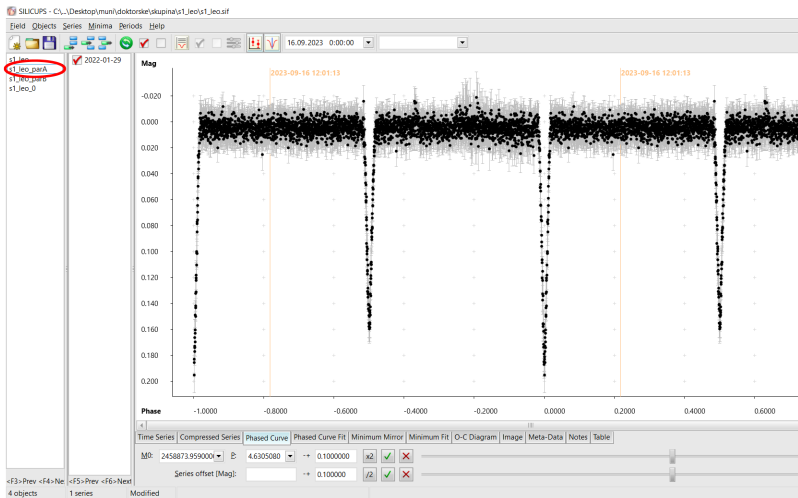 SILICUPS - C:\...\Desktop\muni\doktorske\skupina\s1_leo\s1_leo.sif
Field Objects Series Minima Periods Help
16.09.2023 0:00:00
s1_leo
s1_leo_parA
s1_leo_parB
s1_leo_0
2022-01-29
Mag
2023-09-16 12:01:13
2023-09-16 12:01:13
-0.020
0.000
0.020
0.040
0.060
0.080
0.100
0.120
0.140
0.160
0.180
0.200
Phase
-1.0000 -0.8000 -0.6000 -0.4000 -0.2000 0.0000 0.2000 0.4000 0.6000
Time Series Compressed Series Phased Curve Phased Curve Fit Minimum Mirror Minimum Fit O-C Diagram Image Meta-Data Notes Table
M0: 2458873.9590000 P: 4.6305080 -+ 0.1000000 x2
Series offset [Mag]: -+ 0.100000 /2
<F3>Prev <F4>Ne <F5>Prev <F6>Next
4 objects 1 series Modified